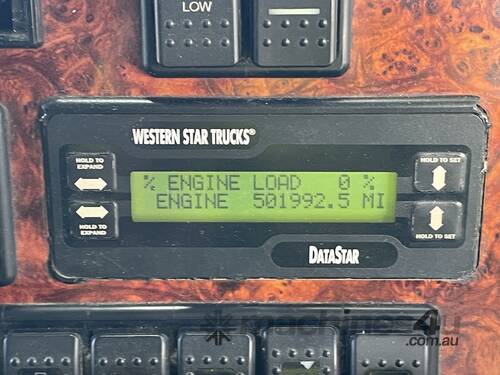 LOW
WESTERN STAR TRUCKS®
HOLD TO EXPAND
HOLD TO SET
% ENGINE LOAD 0 %
ENGINE 501992.5 MI
HOLD TO EXPAND
HOLD TO SET
DATASTAR
machines4u
.com.au